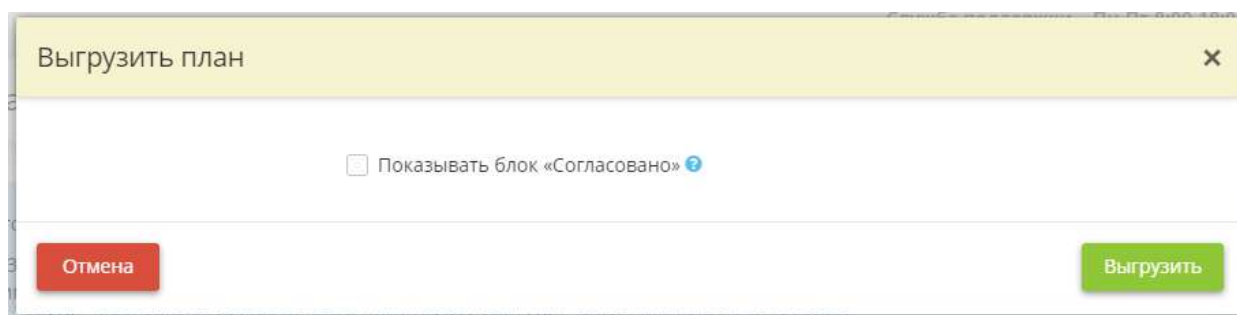 Выгрузить план
Показывать блок «Согласовано»
Отмена
Выгрузить